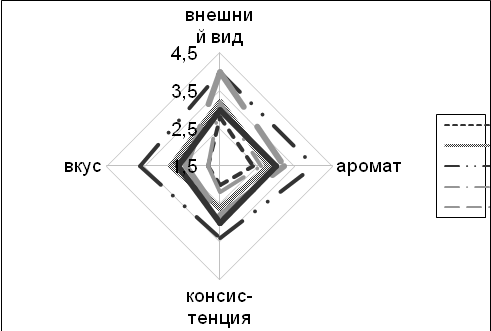 внешни
й вид
4,5
3,5
2,5
1,5
вкус
аромат
консис-
тенция